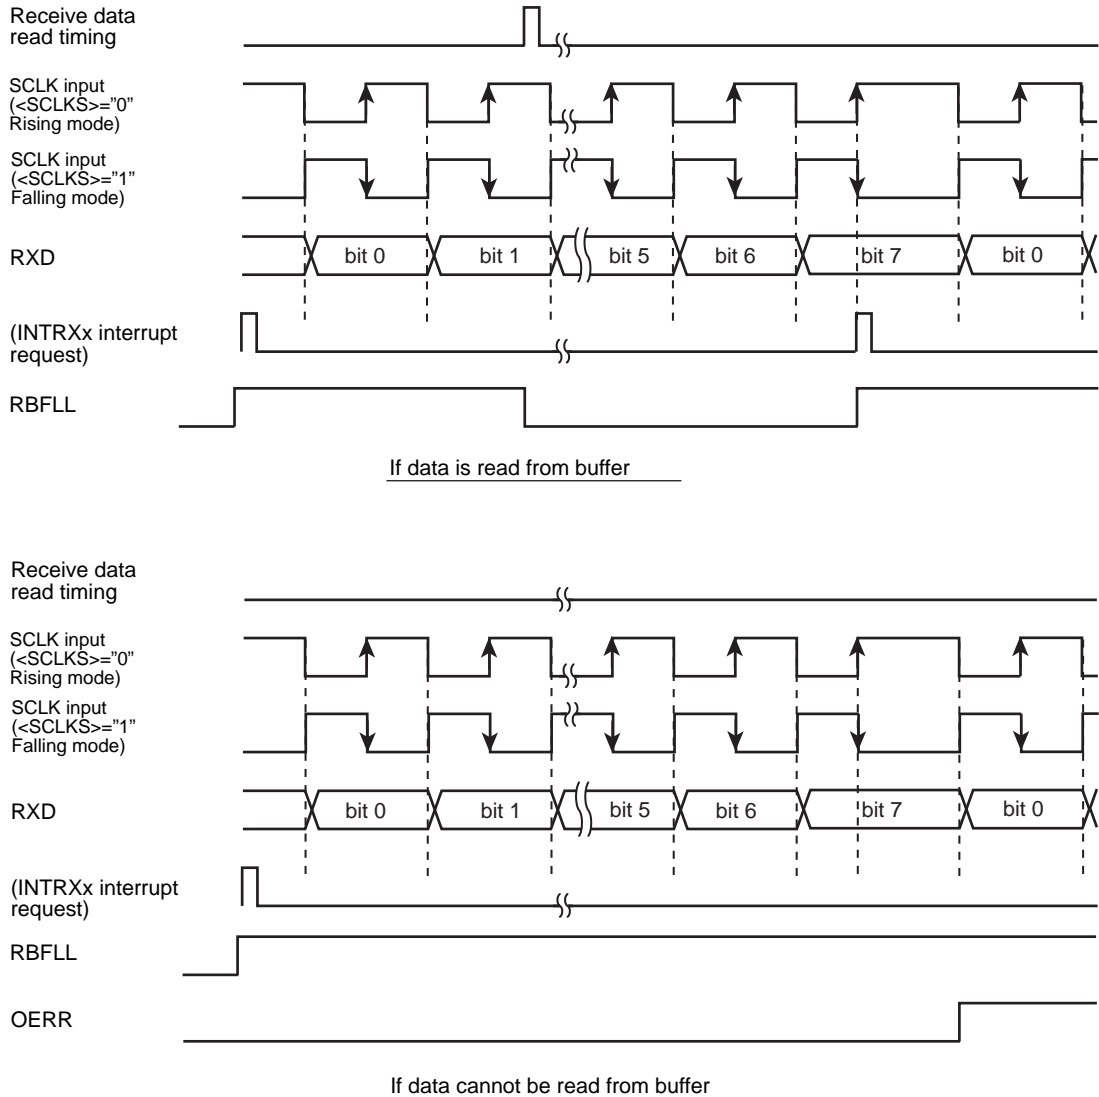 Receive data
read timing
SCLK input
(<SCLKS>="0"
Rising mode)
SCLK input
(<SCLKS>="1"
Falling mode)
RXD
bit 0
bit 1
bit 5
bit 6
bit 7
bit 0
(INTRXx interrupt
request)
RBFLL
If data is read from buffer
Receive data
read timing
SCLK input
(<SCLKS>="0"
Rising mode)
SCLK input
(<SCLKS>="1"
Falling mode)
RXD
bit 0
bit 1
bit 5
bit 6
bit 7
bit 0
(INTRXx interrupt
request)
RBFLL
OERR
If data cannot be read from buffer